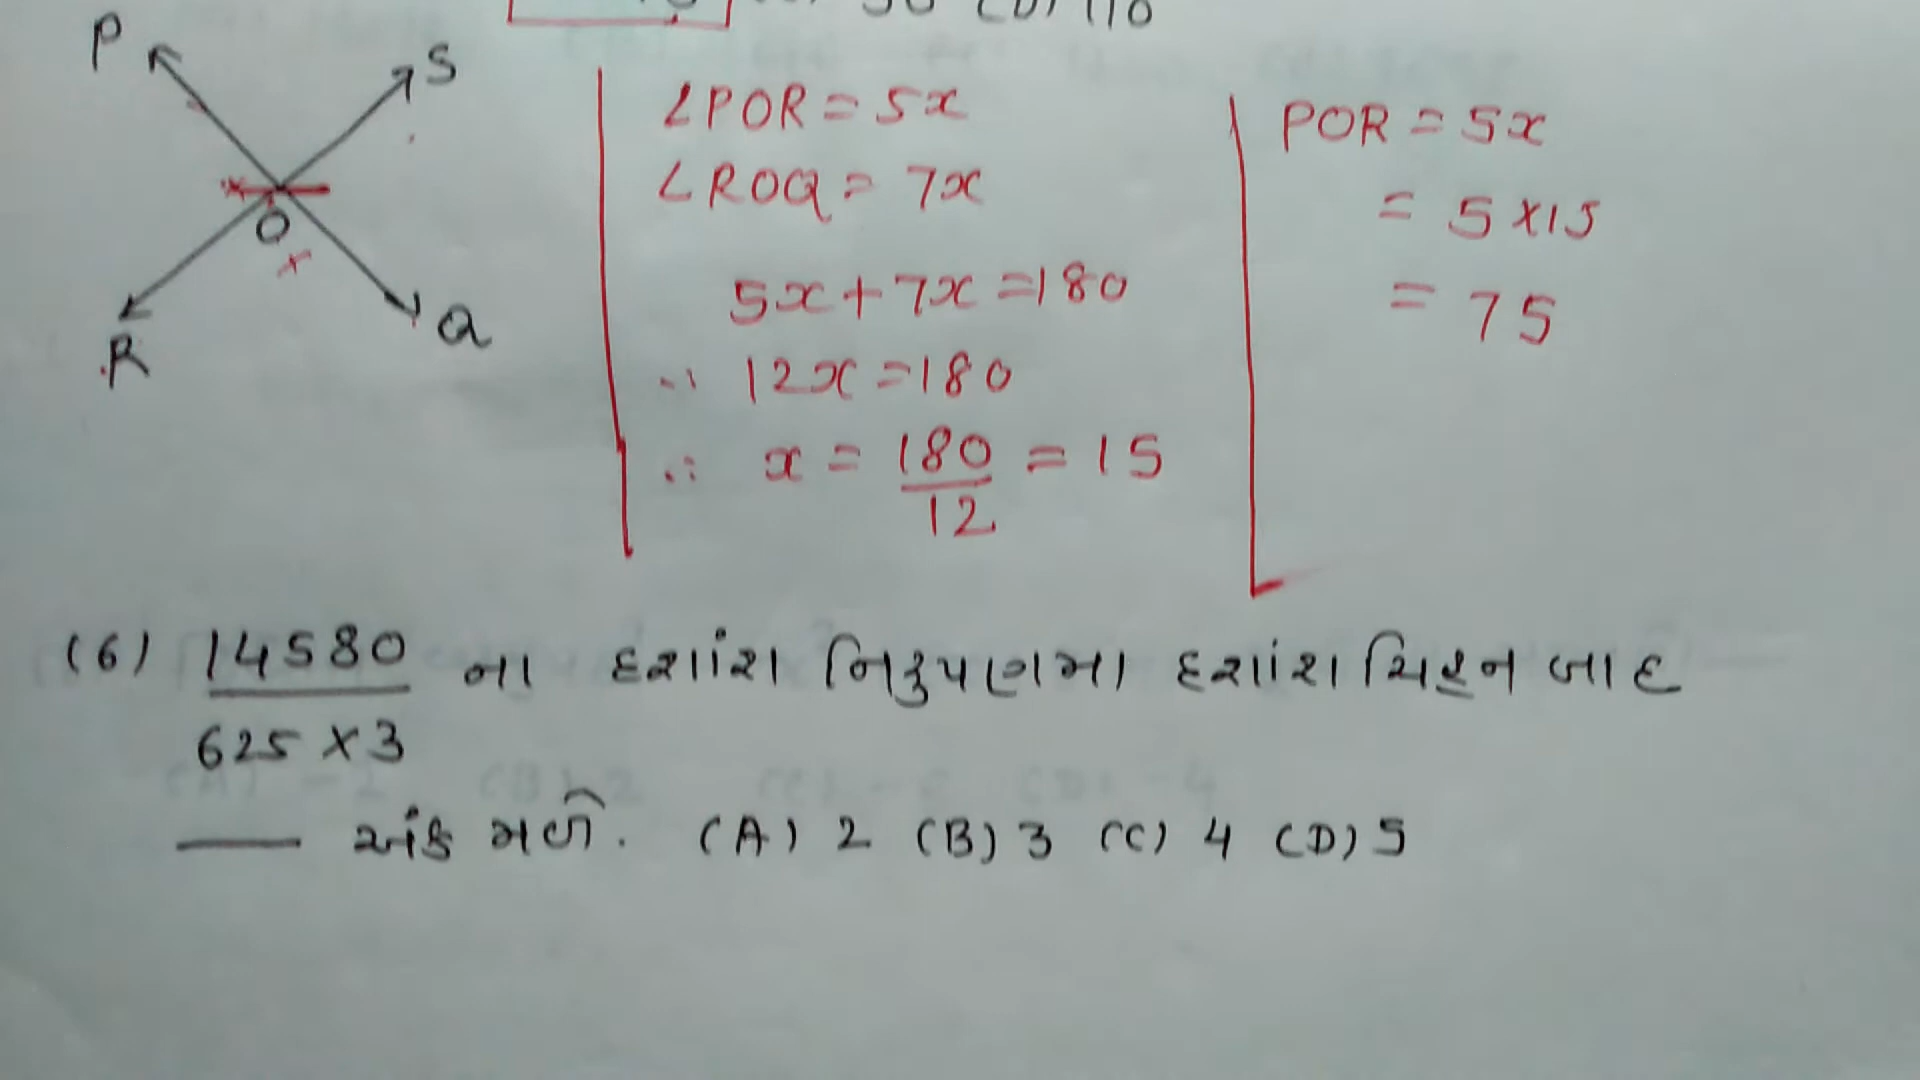 (D) 110
P
S
O
R
Q
∠POR = 5x
∠ROQ = 7x
5x + 7x = 180
∴ 12x = 180
∴ x = 180/12 = 15
POR = 5x
= 5 x 15
= 75
(6) 14580/625 x 3 ના દશાંશ નિરૂપણમાં દશાંશ ચિહ્ન બાદ
___ અંક મળે. (A) 2 (B) 3 (C) 4 (D) 5